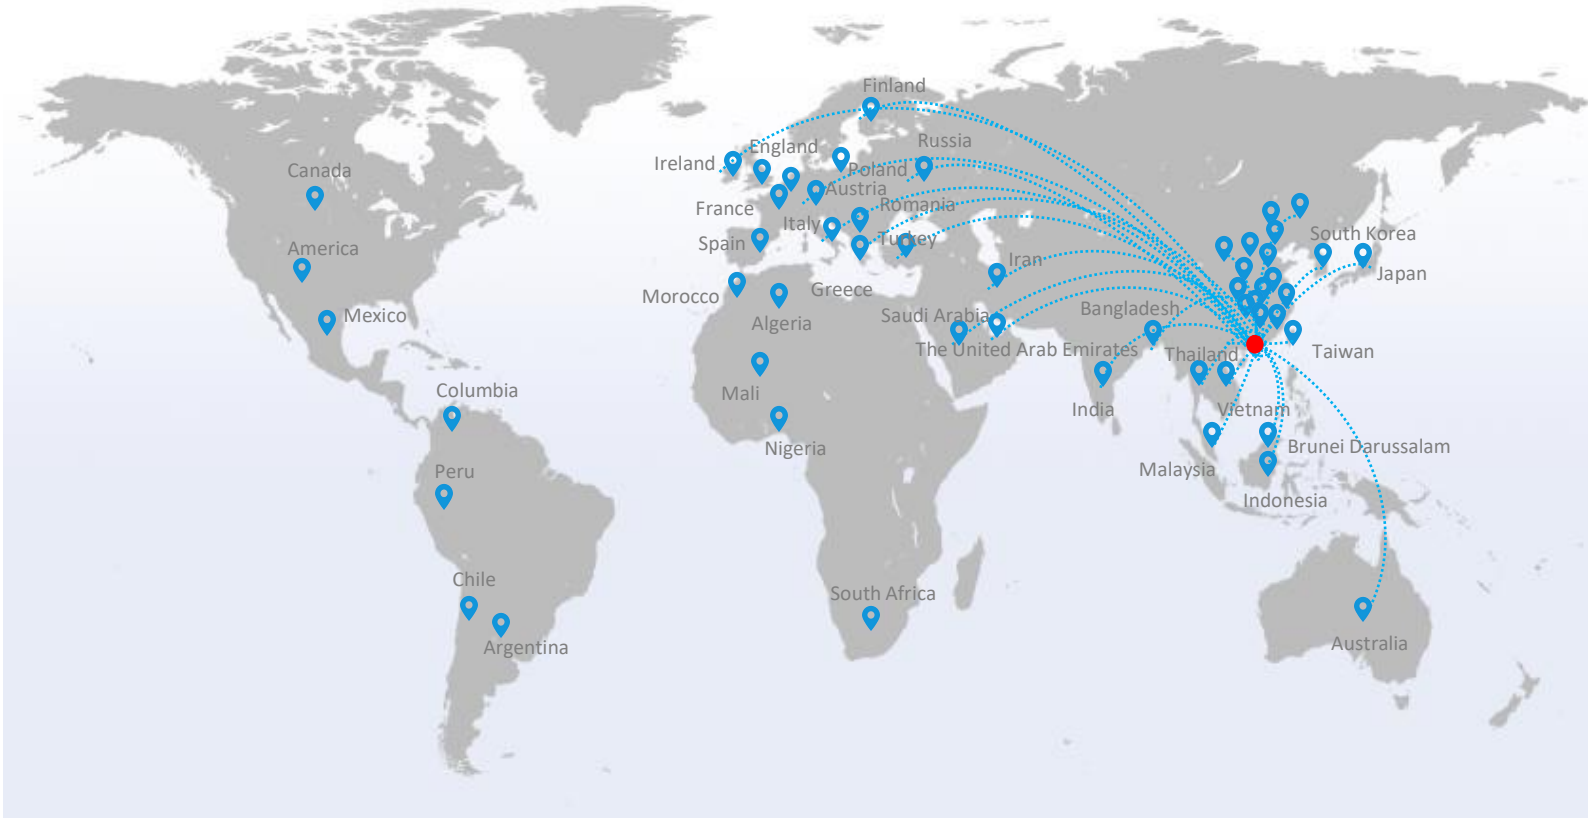 Finland
England
Russia
Ireland
Poland
Canada
Austria
France
Romania
Italy
South Korea
Spain
Turkey
America
Iran
Japan
Greece
Morocco
Bangladesh
Mexico
Saudi Arabia
Algeria
The United Arab Emirates
Thailand
Taiwan
Columbia
Mali
India
Vietnam
Nigeria
Brunei Darussalam
Peru
Malaysia
Indonesia
Chile
South Africa
Argentina
Australia